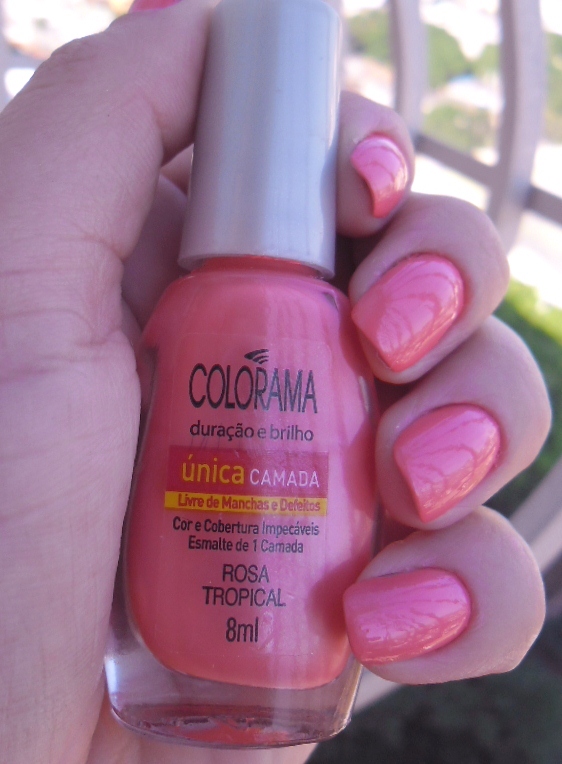 COLORAMA
duração e brilho
única CAMADA
Livre de Manchas e Defeitos
Cor e Cobertura Impecáveis
Esmalte de 1 Camada
ROSA
TROPICAL
8ml